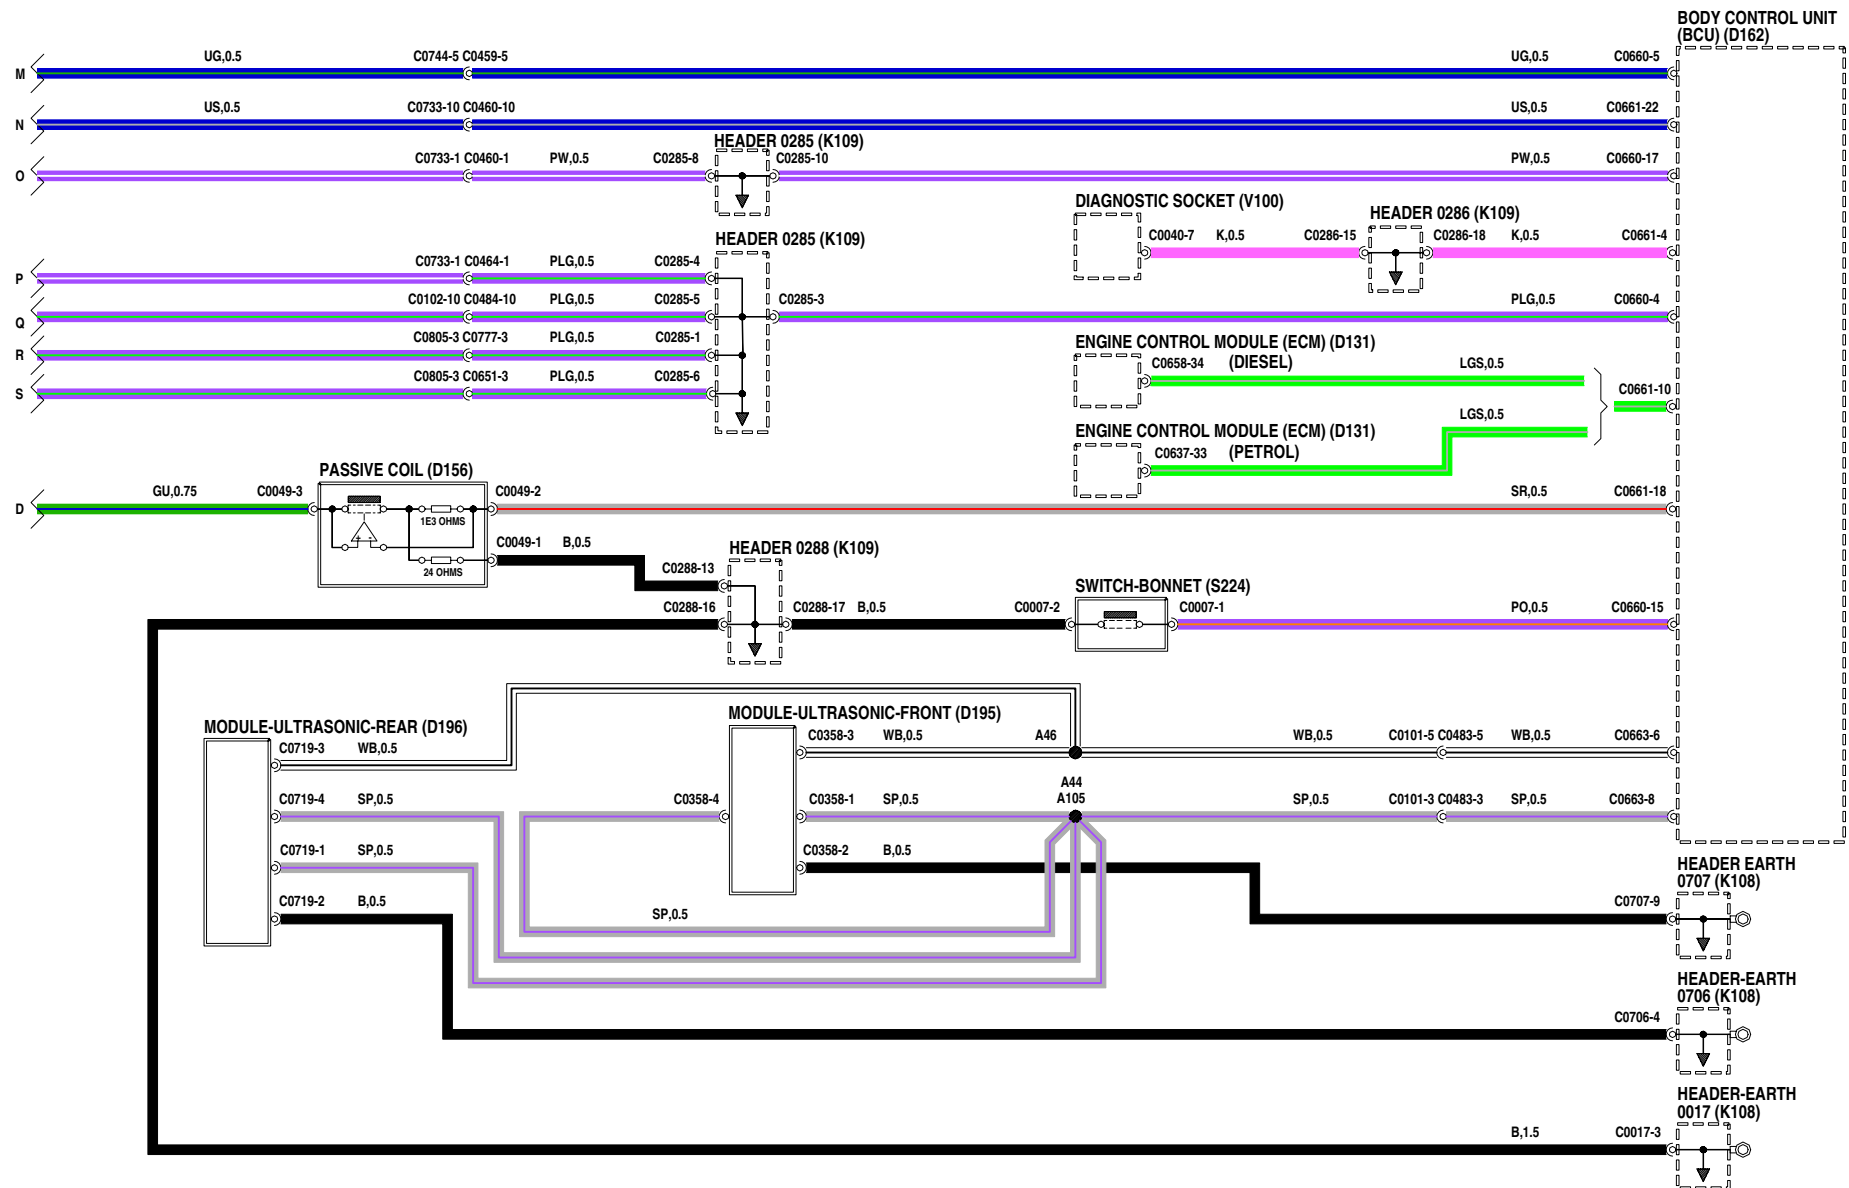 BODY CONTROL UNIT
(BCU) (D162)
M UG,0.5 C0744-5 C0459-5 UG,0.5 C0660-5
N US,0.5 C0733-10 C0460-10 US,0.5 C0661-22
HEADER 0285 (K109)
O C0733-1 C0460-1 PW,0.5 C0285-8 C0285-10 PW,0.5 C0660-17
DIAGNOSTIC SOCKET (V100)
HEADER 0286 (K109)
C0040-7 K,0.5 C0286-15 C0286-18 K,0.5 C0661-4
HEADER 0285 (K109)
P C0733-1 C0464-1 PLG,0.5 C0285-4
Q C0102-10 C0484-10 PLG,0.5 C0285-5 C0285-3 PLG,0.5 C0660-4
R C0805-3 C0777-3 PLG,0.5 C0285-1
S C0805-3 C0651-3 PLG,0.5 C0285-6
ENGINE CONTROL MODULE (ECM) (D131)
(DIESEL)
C0658-34 LGS,0.5
C0661-10
LGS,0.5
ENGINE CONTROL MODULE (ECM) (D131)
(PETROL)
C0637-33
PASSIVE COIL (D156)
D GU,0.75 C0049-3 C0049-2 SR,0.5 C0661-18
1E3 OHMS
+ -
C0049-1 B,0.5
24 OHMS
HEADER 0288 (K109)
C0288-13
SWITCH-BONNET (S224)
C0288-16 C0288-17 B,0.5 C0007-2 C0007-1 PO,0.5 C0660-15
MODULE-ULTRASONIC-REAR (D196)
MODULE-ULTRASONIC-FRONT (D195)
C0719-3 WB,0.5
C0358-3 WB,0.5 A46 WB,0.5 C0101-5 C0483-5 WB,0.5 C0663-6
A44
A105
C0719-4 SP,0.5 C0358-4 C0358-1 SP,0.5 SP,0.5 C0101-3 C0483-3 SP,0.5 C0663-8
C0719-1 SP,0.5 C0358-2 B,0.5
HEADER EARTH
0707 (K108)
C0719-2 B,0.5 C0707-9
SP,0.5
HEADER-EARTH
0706 (K108)
C0706-4
HEADER-EARTH
0017 (K108)
B,1.5 C0017-3